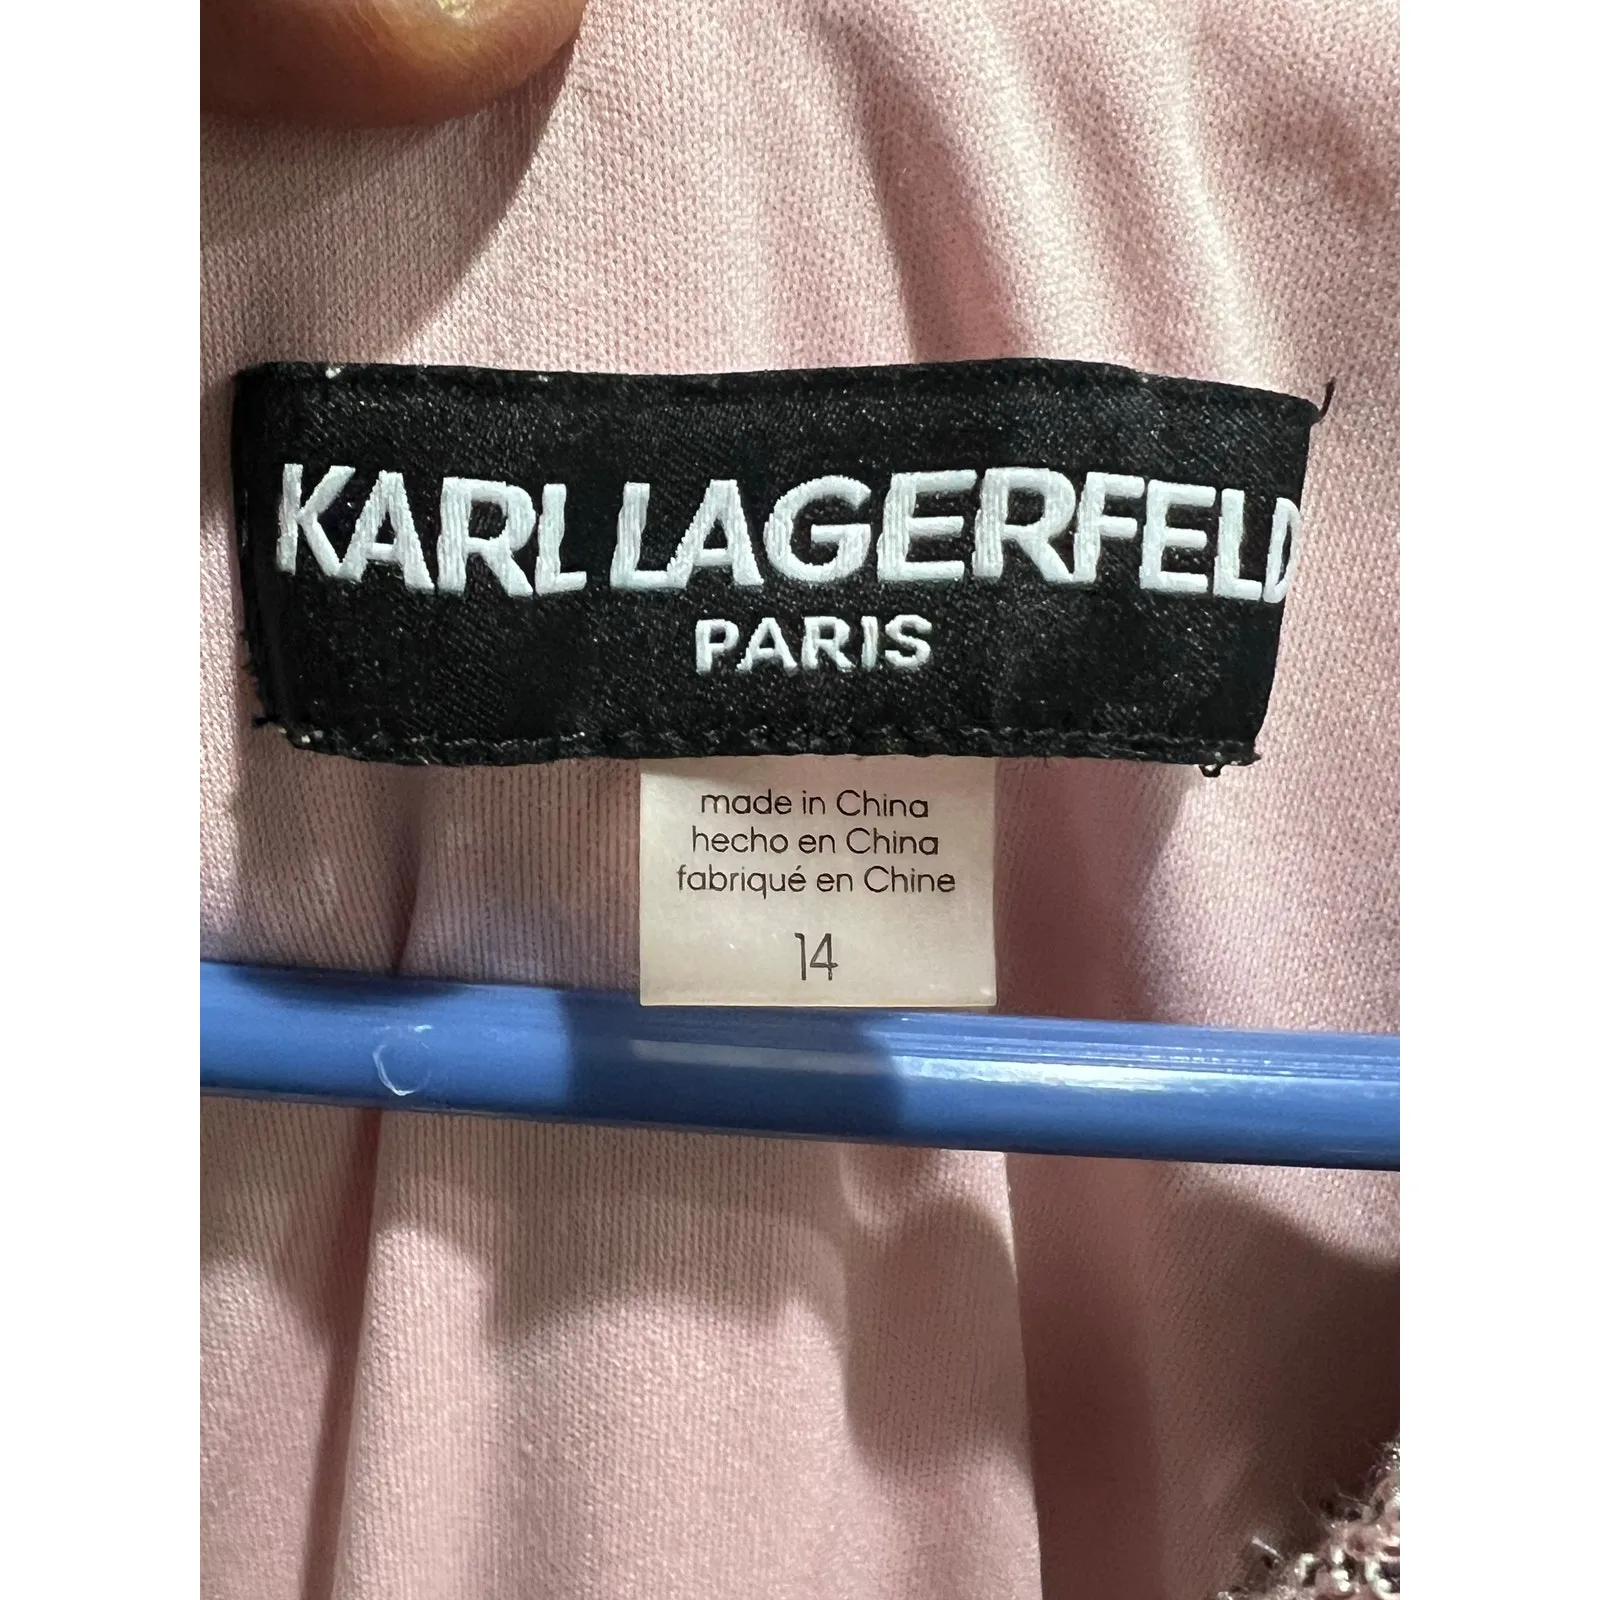 KARL LAGERFELD
PARIS
made in China
hecho en China
fabriqué en Chine
14